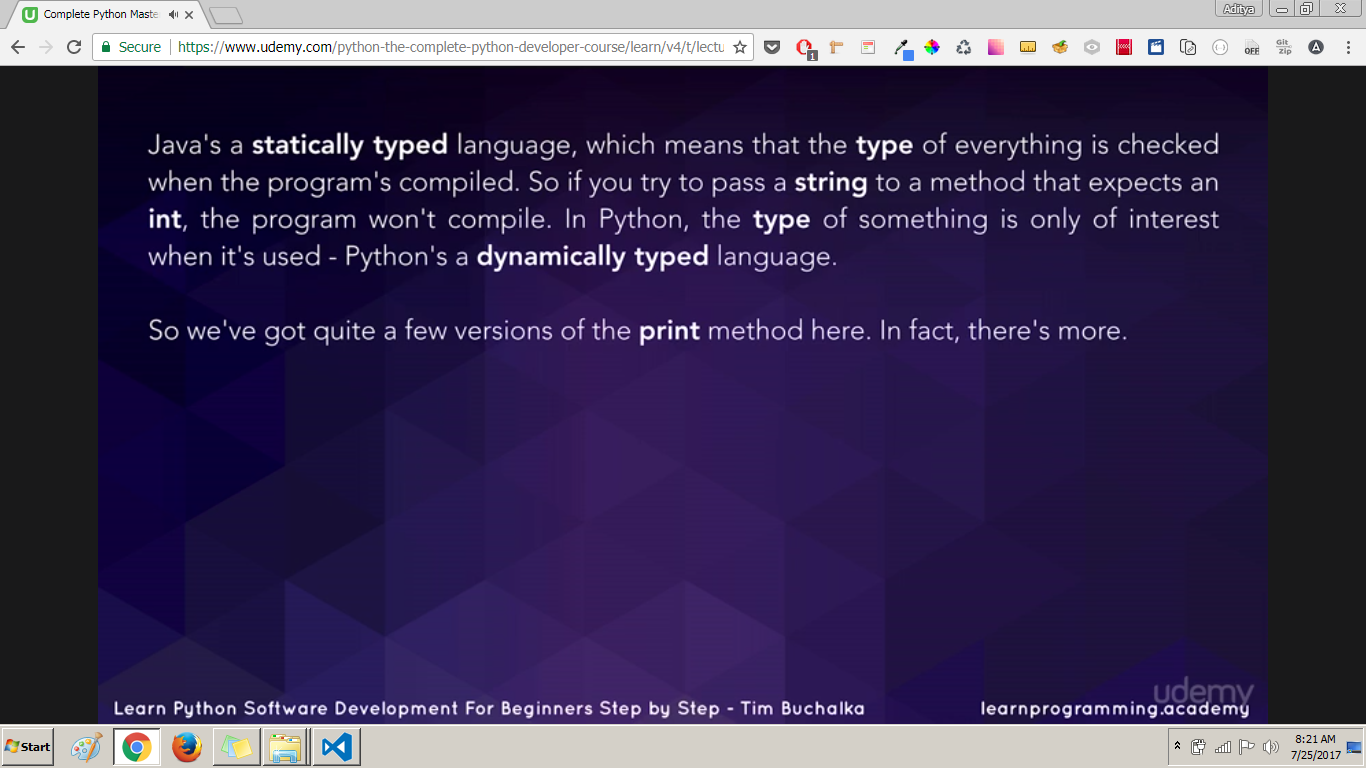 Complete Python Maste
Aditya
Secure
https://www.udemy.com/python-the-complete-python-developer-course/learn/v4/t/lectu
1
OFF
Git
Zip
A
Java's a statically typed language, which means that the type of everything is checked
when the program's compiled. So if you try to pass a string to a method that expects an
int, the program won't compile. In Python, the type of something is only of interest
when it's used - Python's a dynamically typed language.
So we've got quite a few versions of the print method here. In fact, there's more.
udemy
Learn Python Software Development For Beginners Step by Step - Tim Buchalka
learnprogramming.academy
Start
8:21 AM
7/25/2017